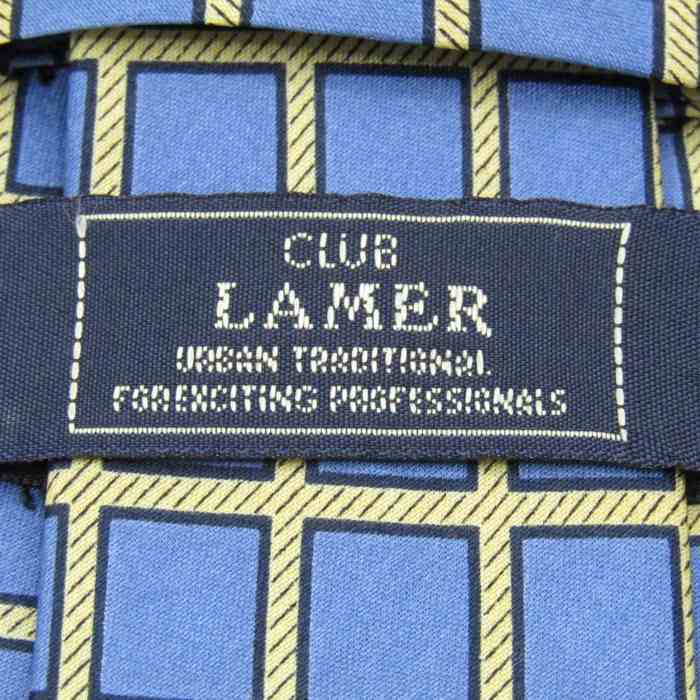 CLUB
LAMER
URBAN TRADITIONAL
FOR EXCITING PROFESSIONALS